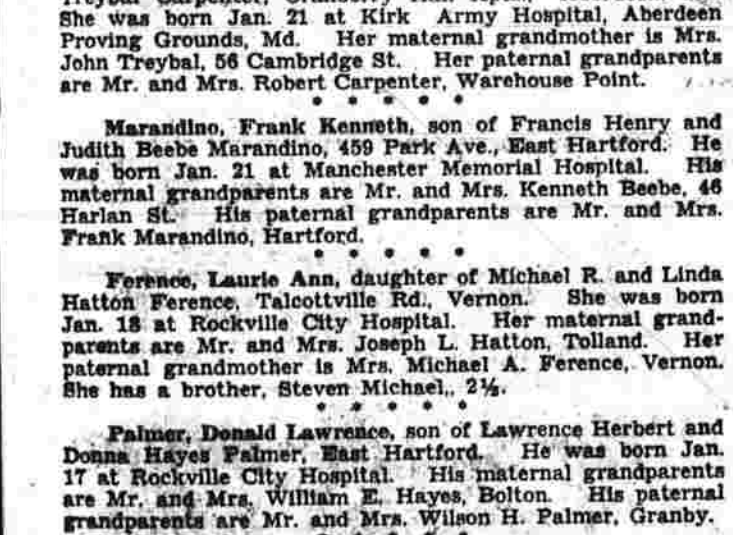 She was born Jan. 21 at Kirk Army Hospital, Aberdeen
Proving Grounds, Md. Her maternal grandmother is Mrs.
John Treybal, 56 Cambridge St. Her paternal grandparents
are Mr. and Mrs. Robert Carpenter, Warehouse Point.
* * * * *
Marandino, Frank Kenneth, son of Francis Henry and
Judith Beebe Marandino, 459 Park Ave., East Hartford. He
was born Jan. 21 at Manchester Memorial Hospital. His
maternal grandparents are Mr. and Mrs. Kenneth Beebe, 46
Harlan St. His paternal grandparents are Mr. and Mrs.
Frank Marandino, Hartford.
* * * * *
Ference, Laurie Ann, daughter of Michael R. and Linda
Hatton Ference, Talcottville Rd., Vernon. She was born
Jan. 18 at Rockville City Hospital. Her maternal grand-
parents are Mr. and Mrs. Joseph L. Hatton, Tolland. Her
paternal grandmother is Mrs. Michael A. Ference, Vernon.
She has a brother, Steven Michael,, 2½.
* * * * *
Palmer, Donald Lawrence, son of Lawrence Herbert and
Donna Hayes Palmer, East Hartford. He was born Jan.
17 at Rockville City Hospital. His maternal grandparents
are Mr. and Mrs. William E. Hayes, Bolton. His paternal
grandparents are Mr. and Mrs. Wilson H. Palmer, Granby.